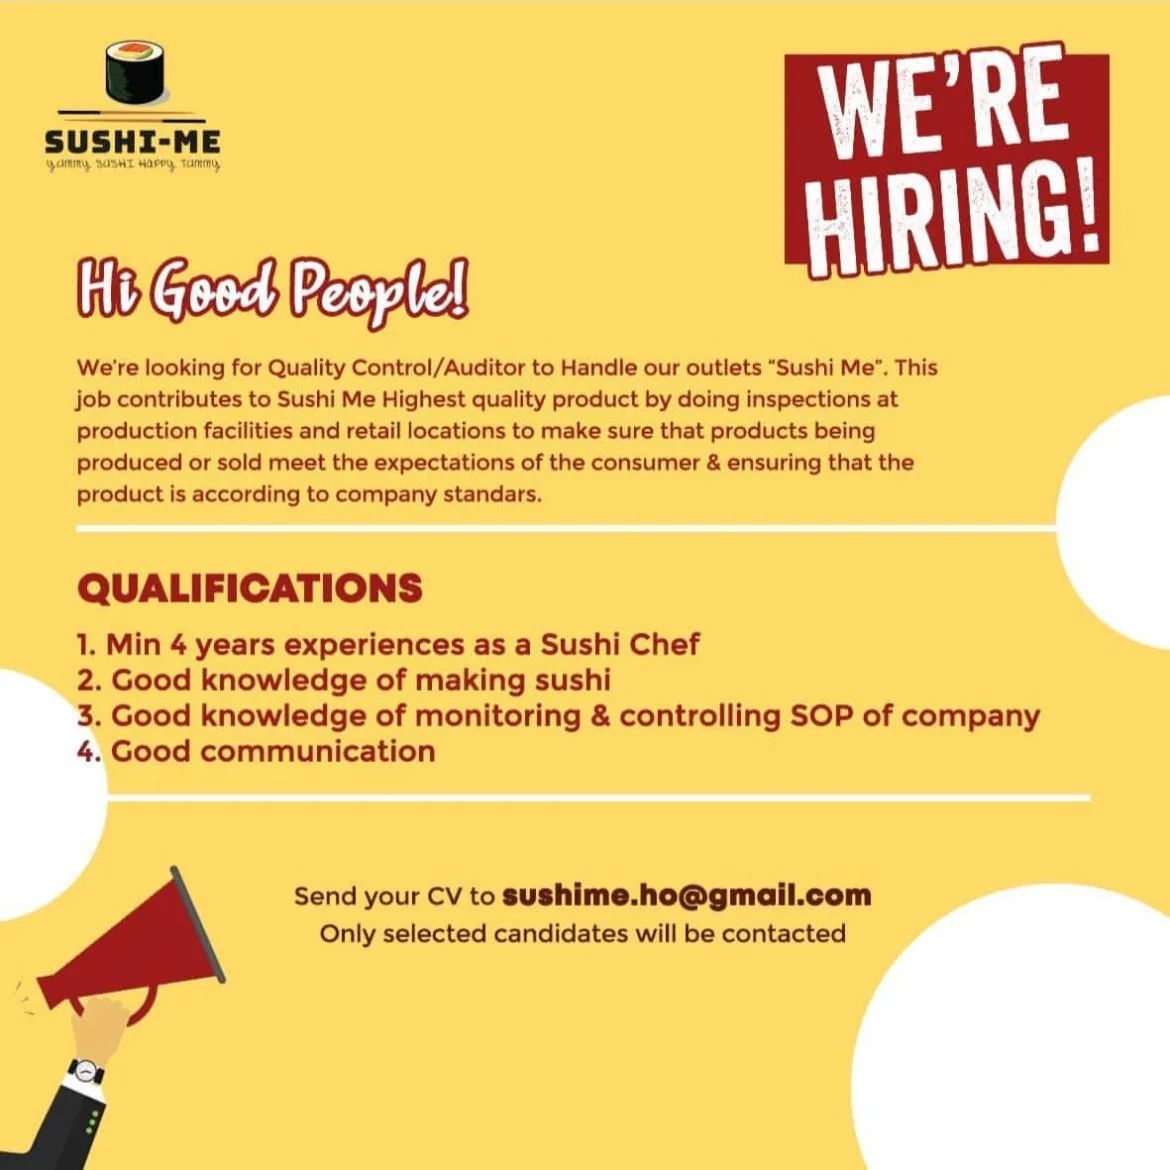 SUSHI-ME
yammy SUSHI Happy Tammy
WE'RE
HIRING!
Hi Good People!
We're looking for Quality Control/Auditor to Handle our outlets “Sushi Me”. This
job contributes to Sushi Me Highest quality product by doing inspections at
production facilities and retail locations to make sure that products being
produced or sold meet the expectations of the consumer & ensuring that the
product is according to company standars.
QUALIFICATIONS
1. Min 4 years experiences as a Sushi Chef
2. Good knowledge of making sushi
3. Good knowledge of monitoring & controlling SOP of company
4. Good communication
Send your CV to sushime.ho@gmail.com
Only selected candidates will be contacted